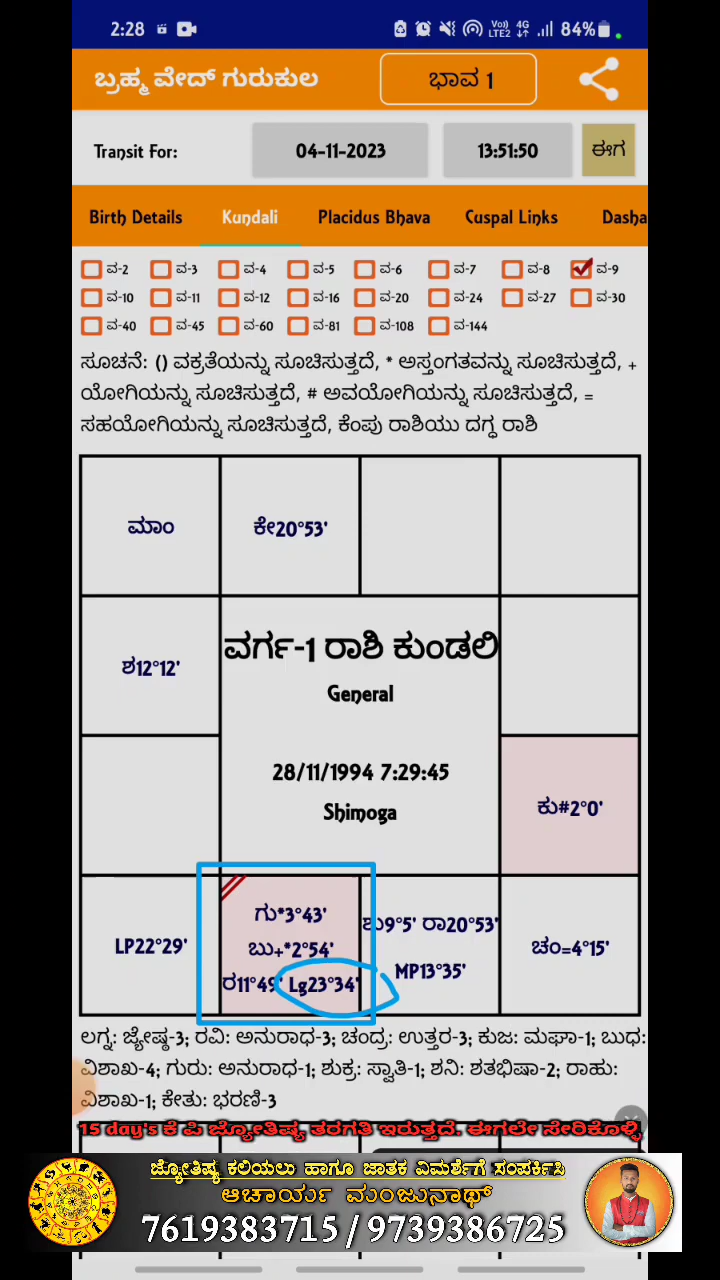 2:28 Vo)) LTE2 4G 84%
ಬ್ರಹ್ಮ ವೇದ್ ಗುರುಕುಲ ಭಾವ 1
Transit For: 04-11-2023 13:51:50 ಈಗ
Birth Details Kundali Placidus Bhava Cuspal Links Dasha
ವ-2 ವ-3 ವ-4 ವ-5 ವ-6 ವ-7 ವ-8 ವ-9
ವ-10 ವ-11 ವ-12 ವ-16 ವ-20 ವ-24 ವ-27 ವ-30
ವ-40 ವ-45 ವ-60 ವ-81 ವ-108 ವ-144
ಸೂಚನೆ: () ವಕ್ರತೆಯನ್ನು ಸೂಚಿಸುತ್ತದೆ, * ಅಸ್ತಂಗತವನ್ನು ಸೂಚಿಸುತ್ತದೆ, +
ಯೋಗಿಯನ್ನು ಸೂಚಿಸುತ್ತದೆ, # ಅವಯೋಗಿಯನ್ನು ಸೂಚಿಸುತ್ತದೆ, =
ಸಹಯೋಗಿಯನ್ನು ಸೂಚಿಸುತ್ತದೆ, ಕೆಂಪು ರಾಶಿಯು ದಗ್ಧ ರಾಶಿ
ಮಾಂ ಕೇ20°53'
ವರ್ಗ-1 ರಾಶಿ ಕುಂಡಲಿ
ಶ12°12'
General
28/11/1994 7:29:45
Shimoga
ಕು#2°0'
LP22°29'
ಗು*3°43'
ಬು+*2°54'
ರ11°49' Lg23°34'
ಶು9°5' ರಾ20°53'
MP13°35'
ಚಂ=4°15'
ಲಗ್ನ: ಜ್ಯೇಷ್ಠ-3; ರವಿ: ಅನುರಾಧ-3; ಚಂದ್ರ: ಉತ್ತರ-3; ಕುಜ: ಮಘಾ-1; ಬುಧ:
ವಿಶಾಖ-4; ಗುರು: ಅನುರಾಧ-1; ಶುಕ್ರ: ಸ್ವಾತಿ-1; ಶನಿ: ಶತಭಿಷಾ-2; ರಾಹು:
ವಿಶಾಖ-1; ಕೇತು: ಭರಣಿ-3
15 day's ಕೆ ಪಿ ಜ್ಯೋತಿಷ್ಯ ತರಗತಿ ಇರುತ್ತದೆ. ಈಗಲೇ ಸೇರಿಕೊಳ್ಳಿ
ಜ್ಯೋತಿಷ್ಯ ಕಲಿಯಲು ಹಾಗೂ ಜಾತಕ ವಿಮರ್ಶೆಗೆ ಸಂಪರ್ಕಿಸಿ
ಆಚಾರ್ಯ ಮಂಜುನಾಥ್
7619383715 / 9739386725